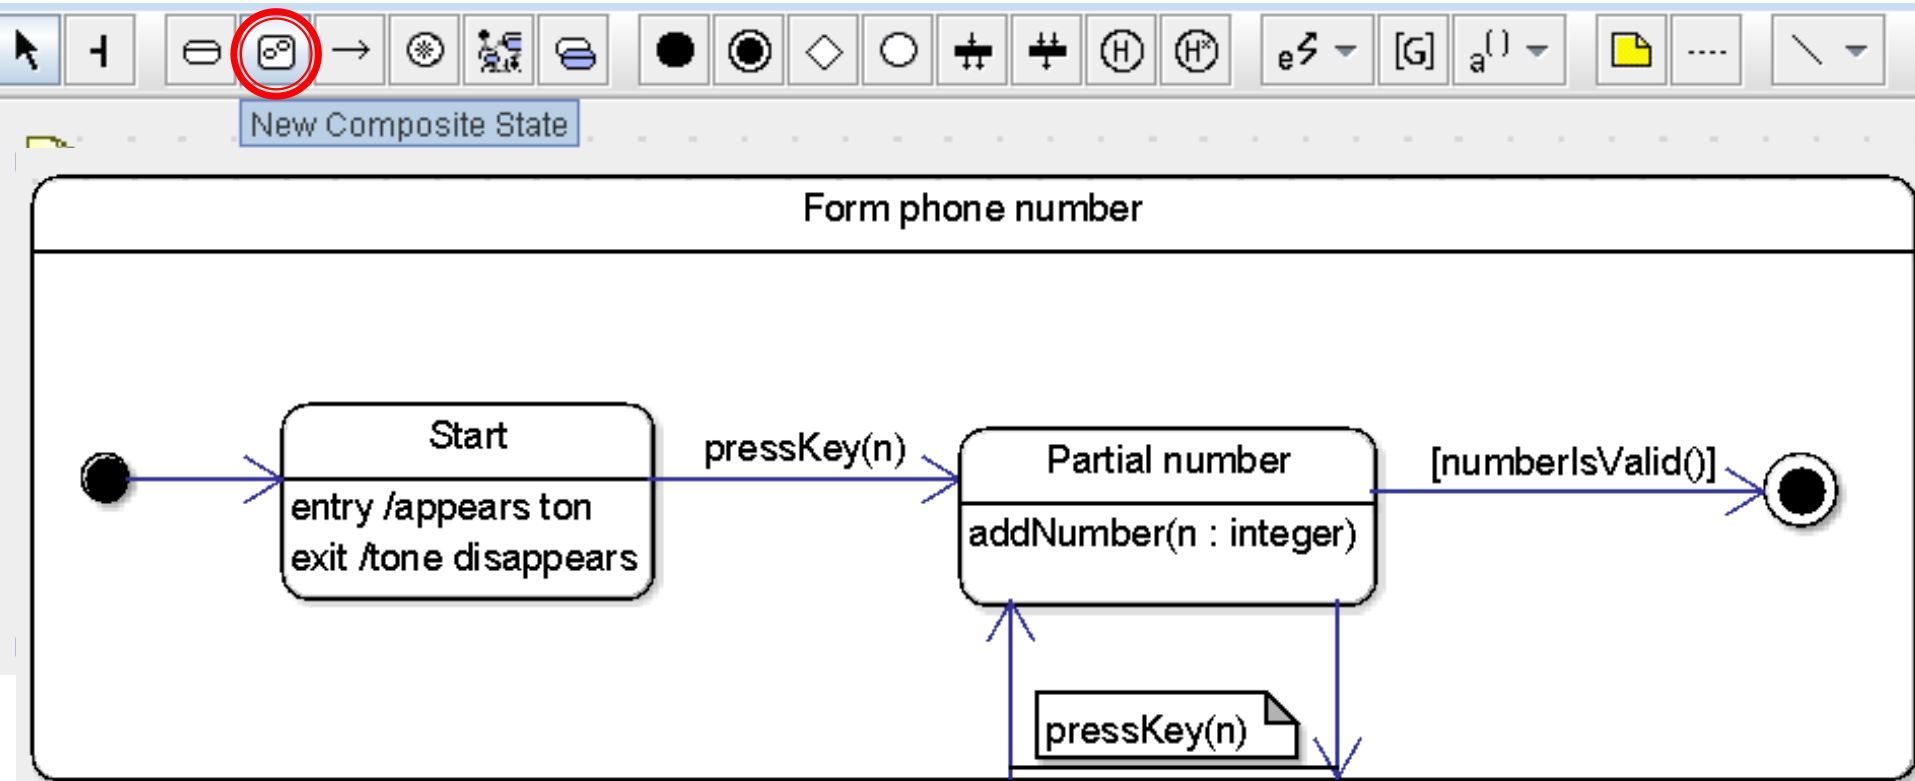 e [G] a( )
H H*
New Composite State
Form phone number
Start
entry /appears ton
exit /tone disappears
pressKey(n)
Partial number
addNumber(n : integer)
[numberIsValid()]
pressKey(n)